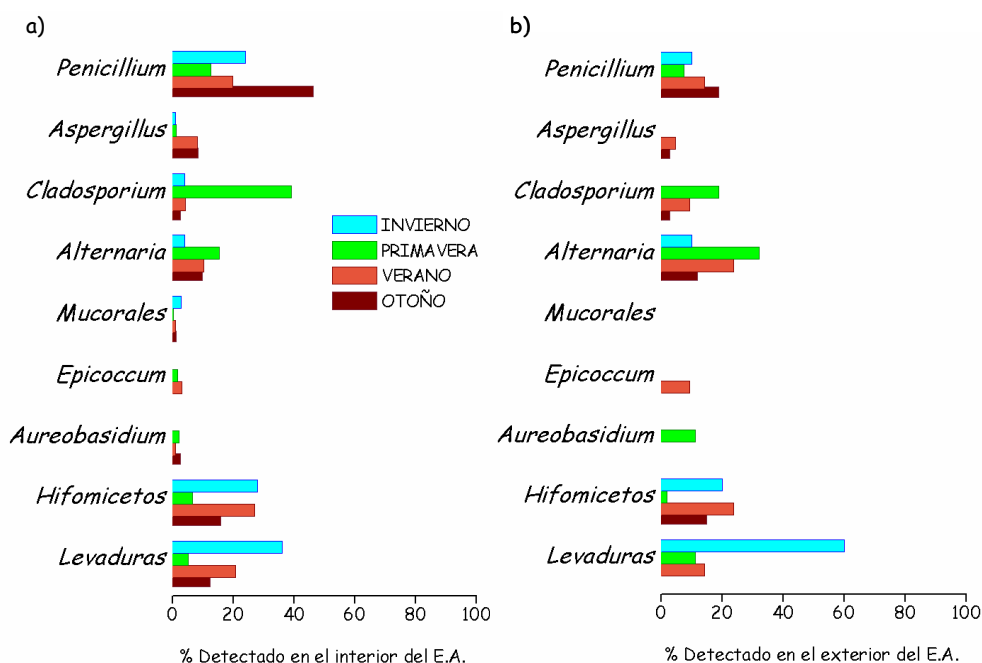 a)
Penicillium
Aspergillus
Cladosporium
Alternaria
Mucorales
Epicoccum
Aureobasidium
Hifomicetos
Levaduras
0 20 40 60 80 100
% Detectado en el interior del E.A.
INVIERNO
PRIMAVERA
VERANO
OTOÑO
b)
Penicillium
Aspergillus
Cladosporium
Alternaria
Mucorales
Epicoccum
Aureobasidium
Hifomicetos
Levaduras
0 20 40 60 80 100
% Detectado en el exterior del E.A.